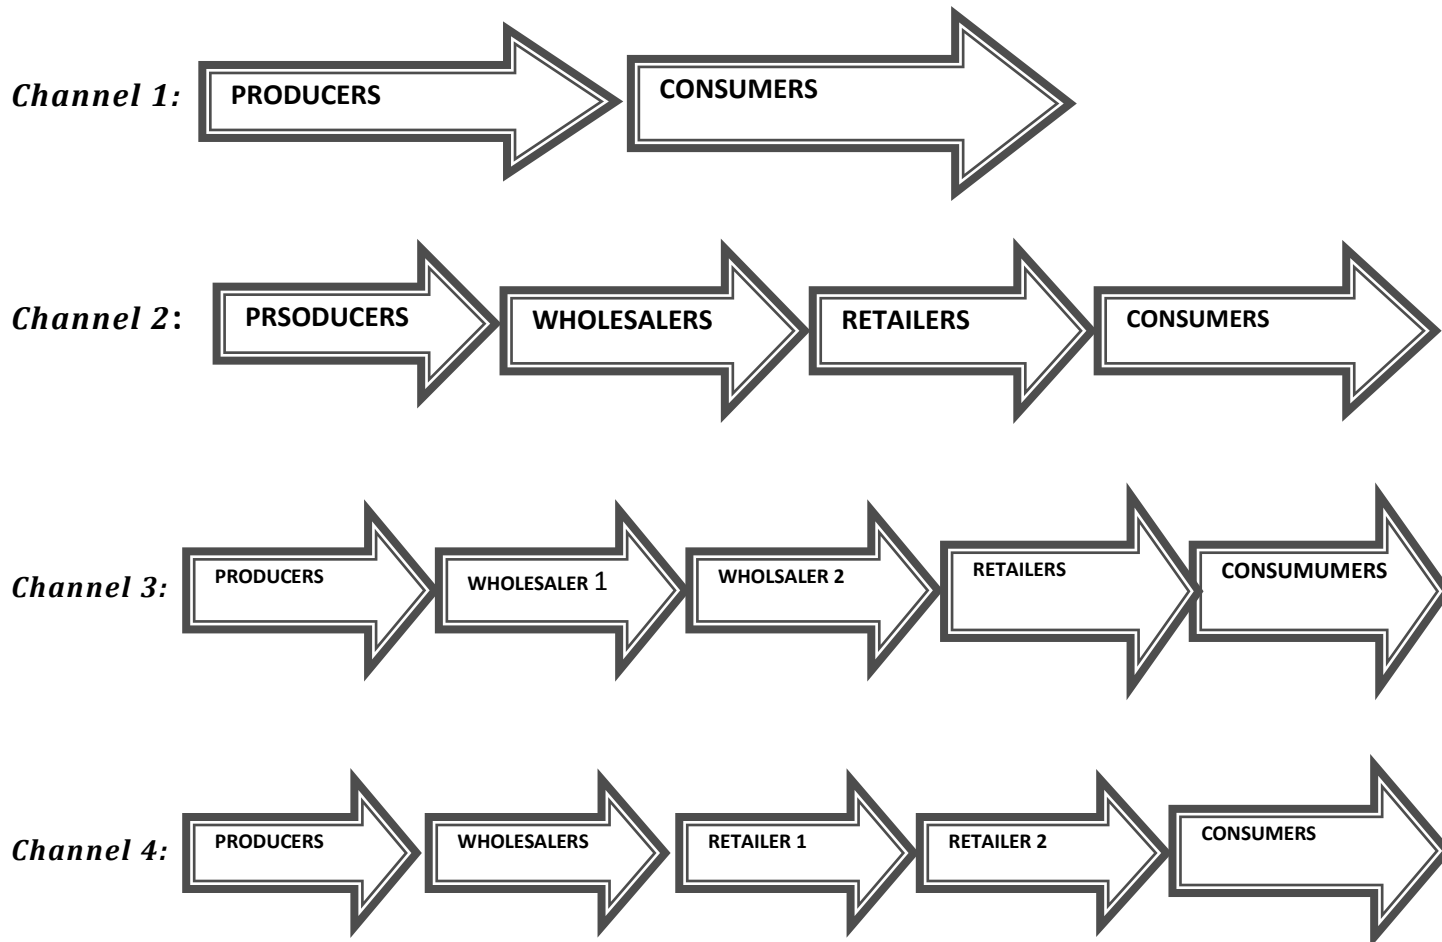 Channel 1: PRODUCERS CONSUMERS
Channel 2: PRSODUCERS WHOLESALERS RETAILERS CONSUMERS
Channel 3: PRODUCERS WHOLESALER 1 WHOLSALER 2 RETAILERS CONSUMUMERS
Channel 4: PRODUCERS WHOLESALERS RETAILER 1 RETAILER 2 CONSUMERS